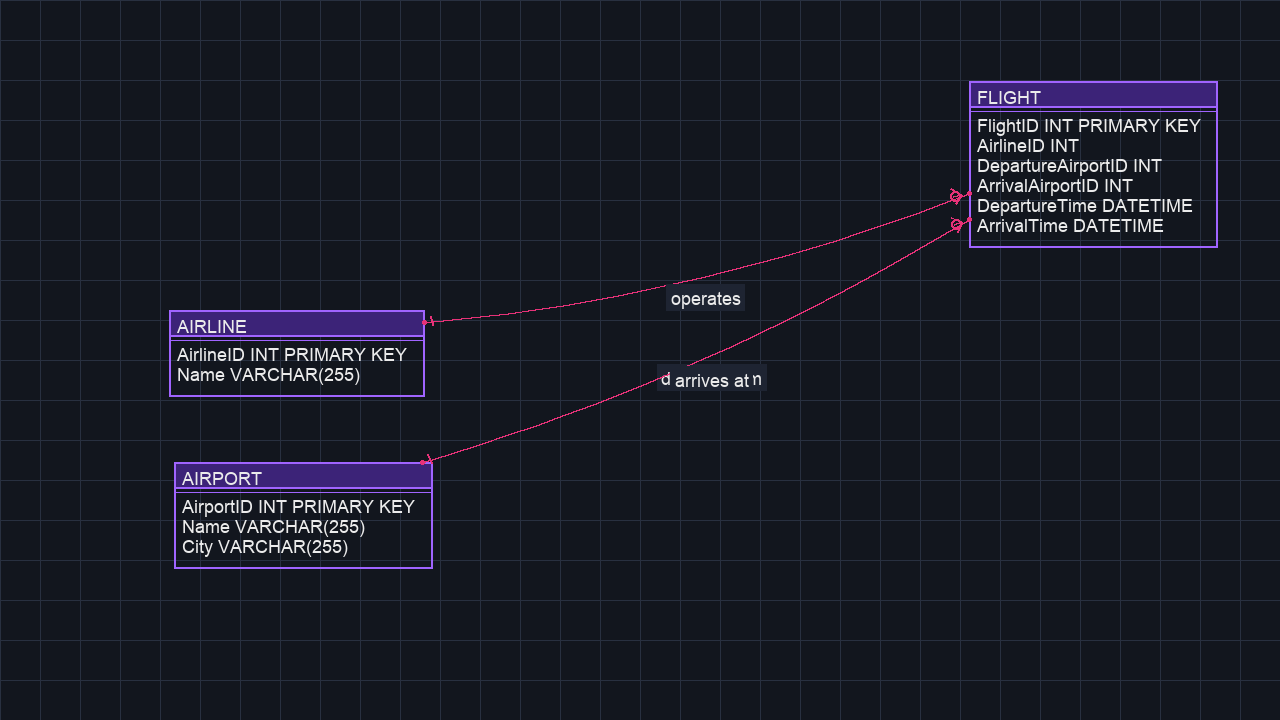 FLIGHT
FlightID INT PRIMARY KEY
AirlineID INT
DepartureAirportID INT
ArrivalAirportID INT
DepartureTime DATETIME
ArrivalTime DATETIME
operates
AIRLINE
AirlineID INT PRIMARY KEY
Name VARCHAR(255)
arrives at
AIRPORT
AirportID INT PRIMARY KEY
Name VARCHAR(255)
City VARCHAR(255)